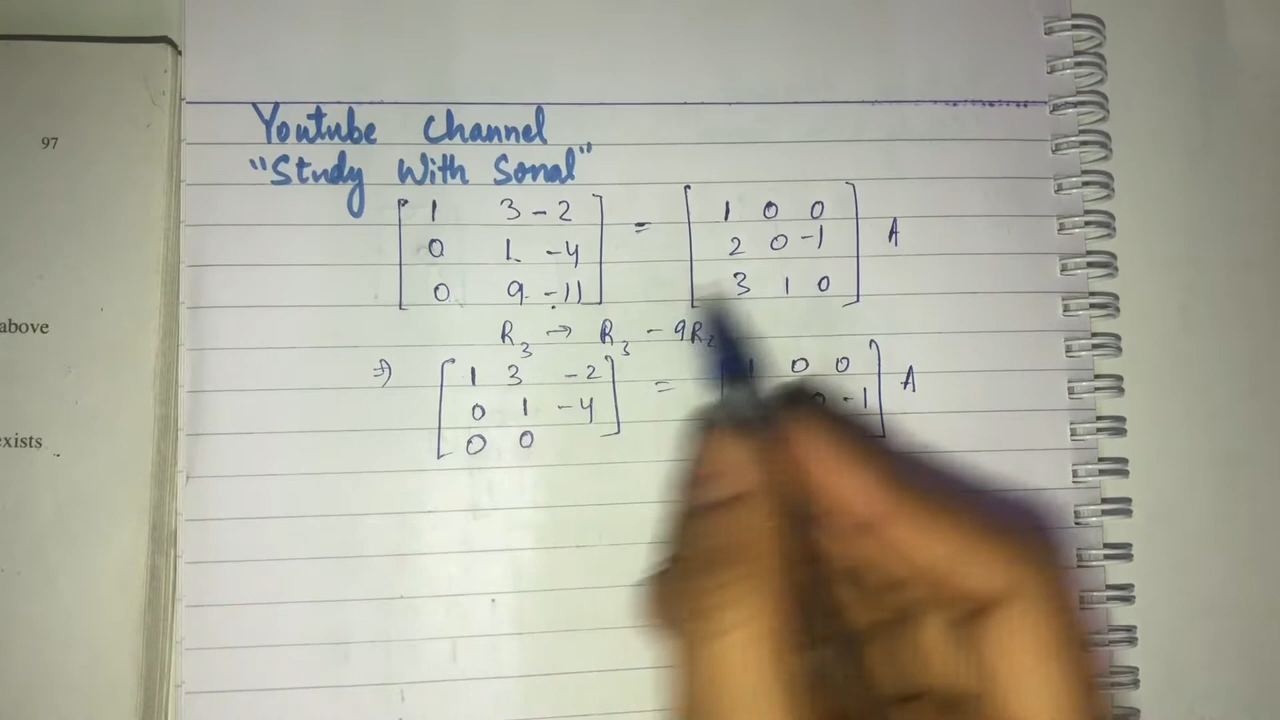 97
Youtube Channel
"Study With Sonal"
1 3 -2 = 1 0 0
0 1 -4 2 0 -1 A
0 9 -11 3 1 0
above
R3 → R3 - 9R2
⇒ 1 3 -2 = 1 0 0 A
0 1 -4 0 -1
0 0
exists